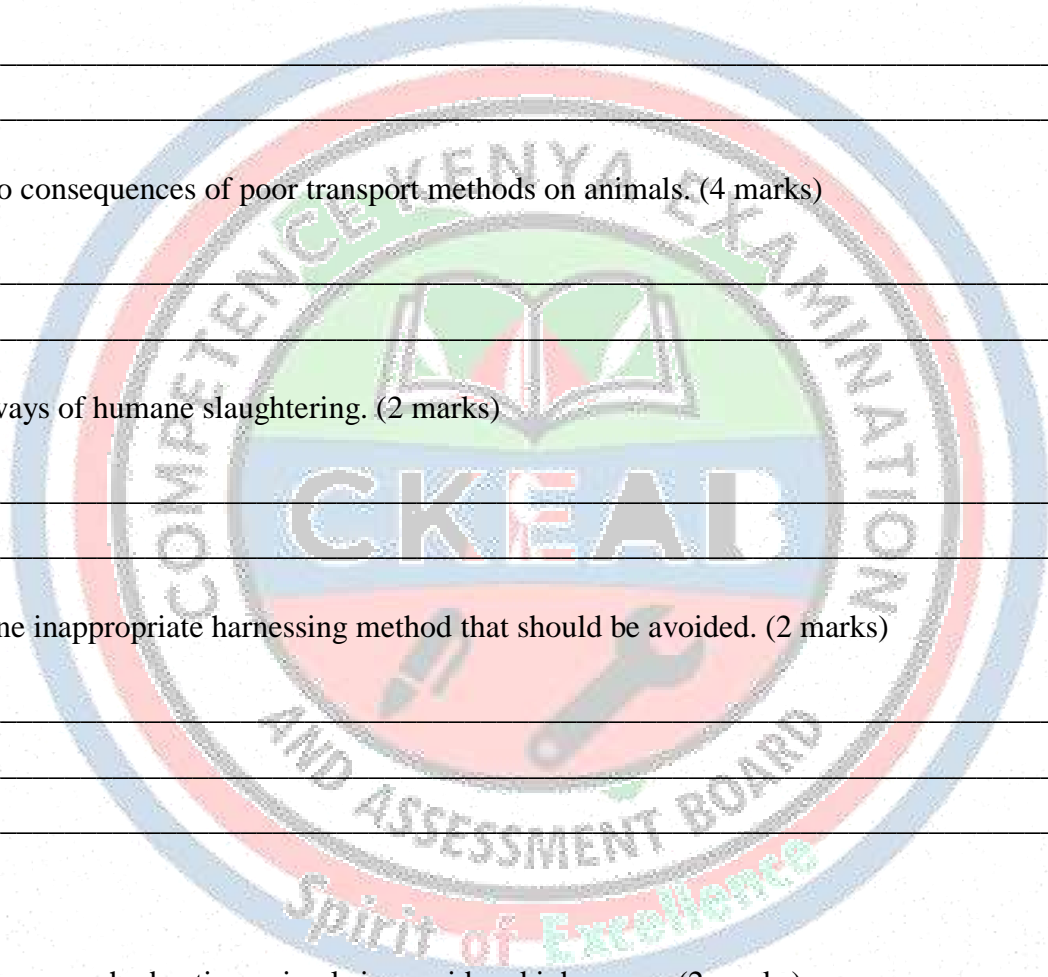 consequences of poor transport methods on animals. (4 marks)
ways of humane slaughtering. (2 marks)
inappropriate harnessing method that should be avoided. (2 marks)
COMPETENCE KENYA EXAMINATION
AND ASSESSMENT BOARD
CKEAB
Spirit of Excellence